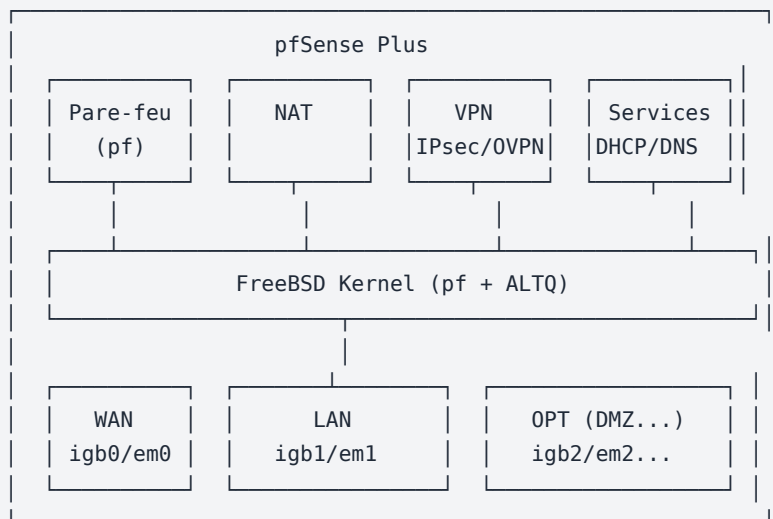 pfSense Plus
Pare-feu NAT VPN Services
(pf) IPsec/OVPN DHCP/DNS
FreeBSD Kernel (pf + ALTQ)
WAN LAN OPT (DMZ...)
igb0/em0 igb1/em1 igb2/em2...